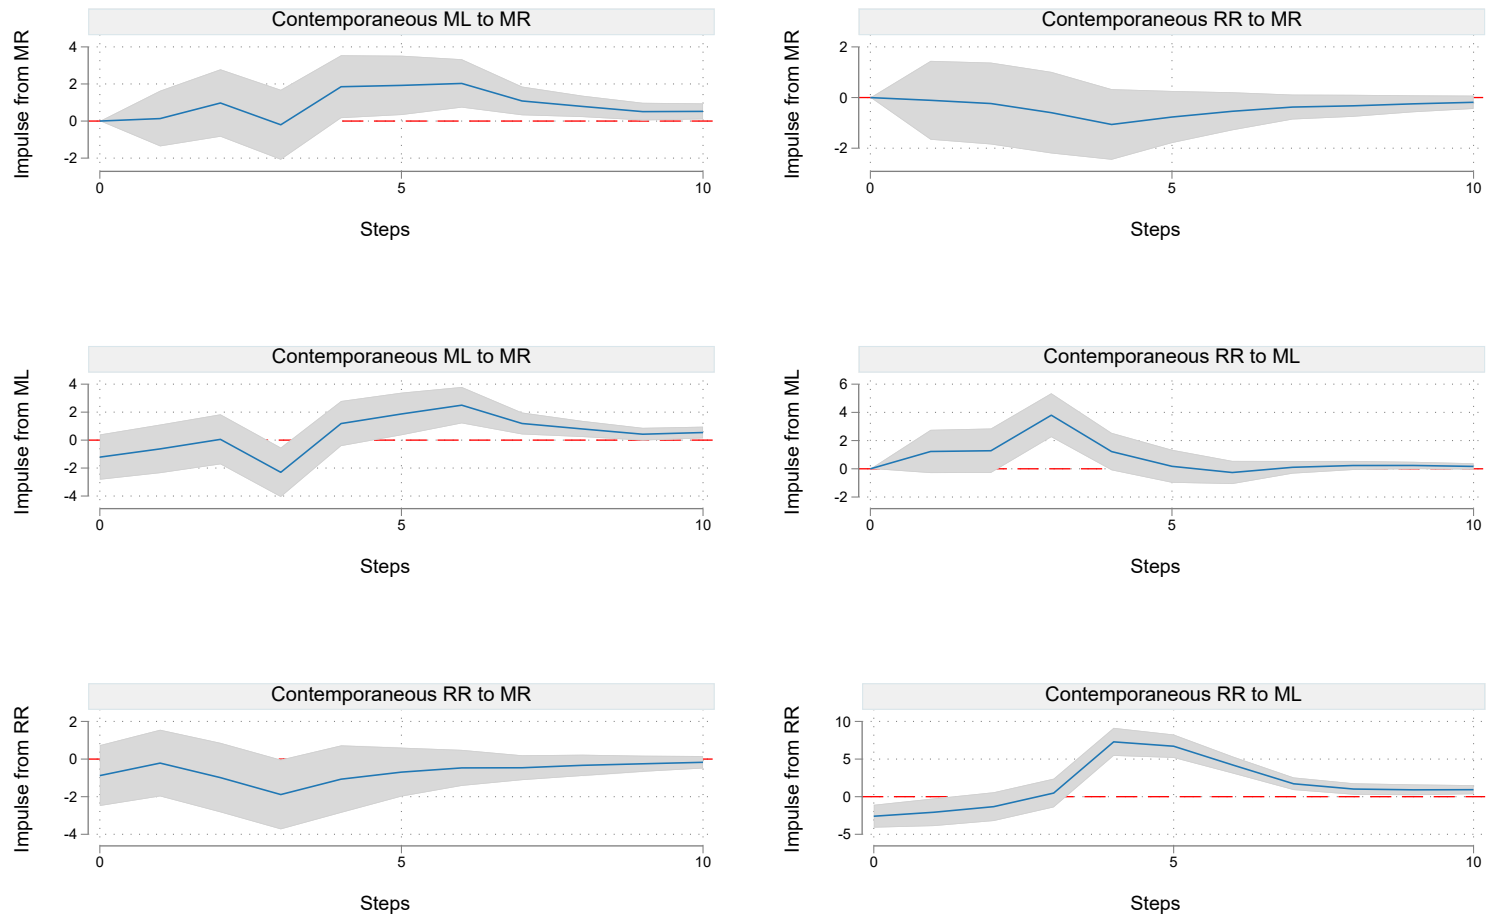 Contemporaneous ML to MR
Impulse from MR
4
2
0
-2
0 5 10
Steps
Contemporaneous RR to MR
Impulse from MR
2
0
-2
0 5 10
Steps
Contemporaneous ML to MR
Impulse from ML
4
2
0
-2
-4
0 5 10
Steps
Contemporaneous RR to ML
Impulse from ML
6
4
2
0
-2
0 5 10
Steps
Contemporaneous RR to MR
Impulse from RR
2
0
-2
-4
0 5 10
Steps
Contemporaneous RR to ML
Impulse from RR
10
5
0
-5
0 5 10
Steps